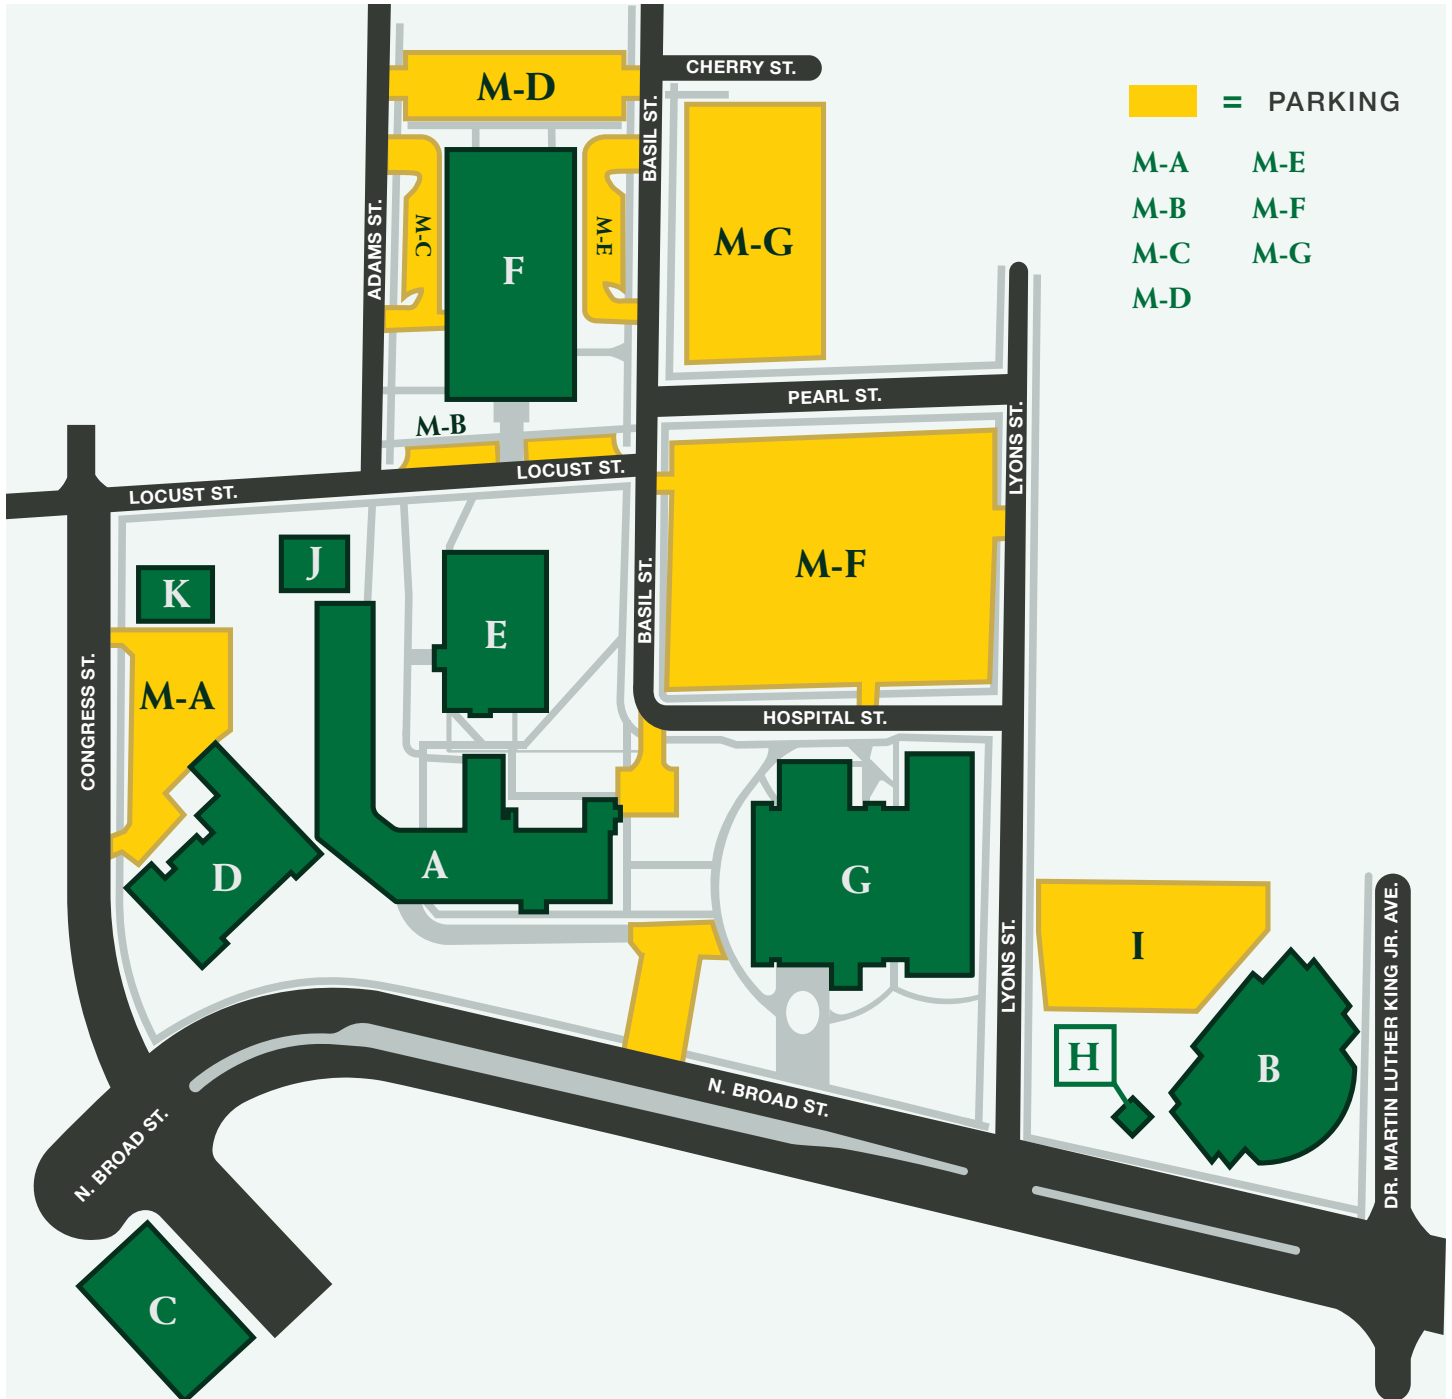 CHERRY ST.
M-D
= PARKING
BASIL ST.
M-A M-E
M-B M-F
M-C M-G
M-D
ADAMS ST.
M-C
F
M-E
M-G
PEARL ST.
M-B
LYONS ST.
LOCUST ST.
LOCUST ST.
J
K
E
BASIL ST.
M-F
CONGRESS ST.
M-A
HOSPITAL ST.
A
D
G
LYONS ST.
I
DR. MARTIN LUTHER KING JR. AVE.
H
B
N. BROAD ST.
N. BROAD ST.
C